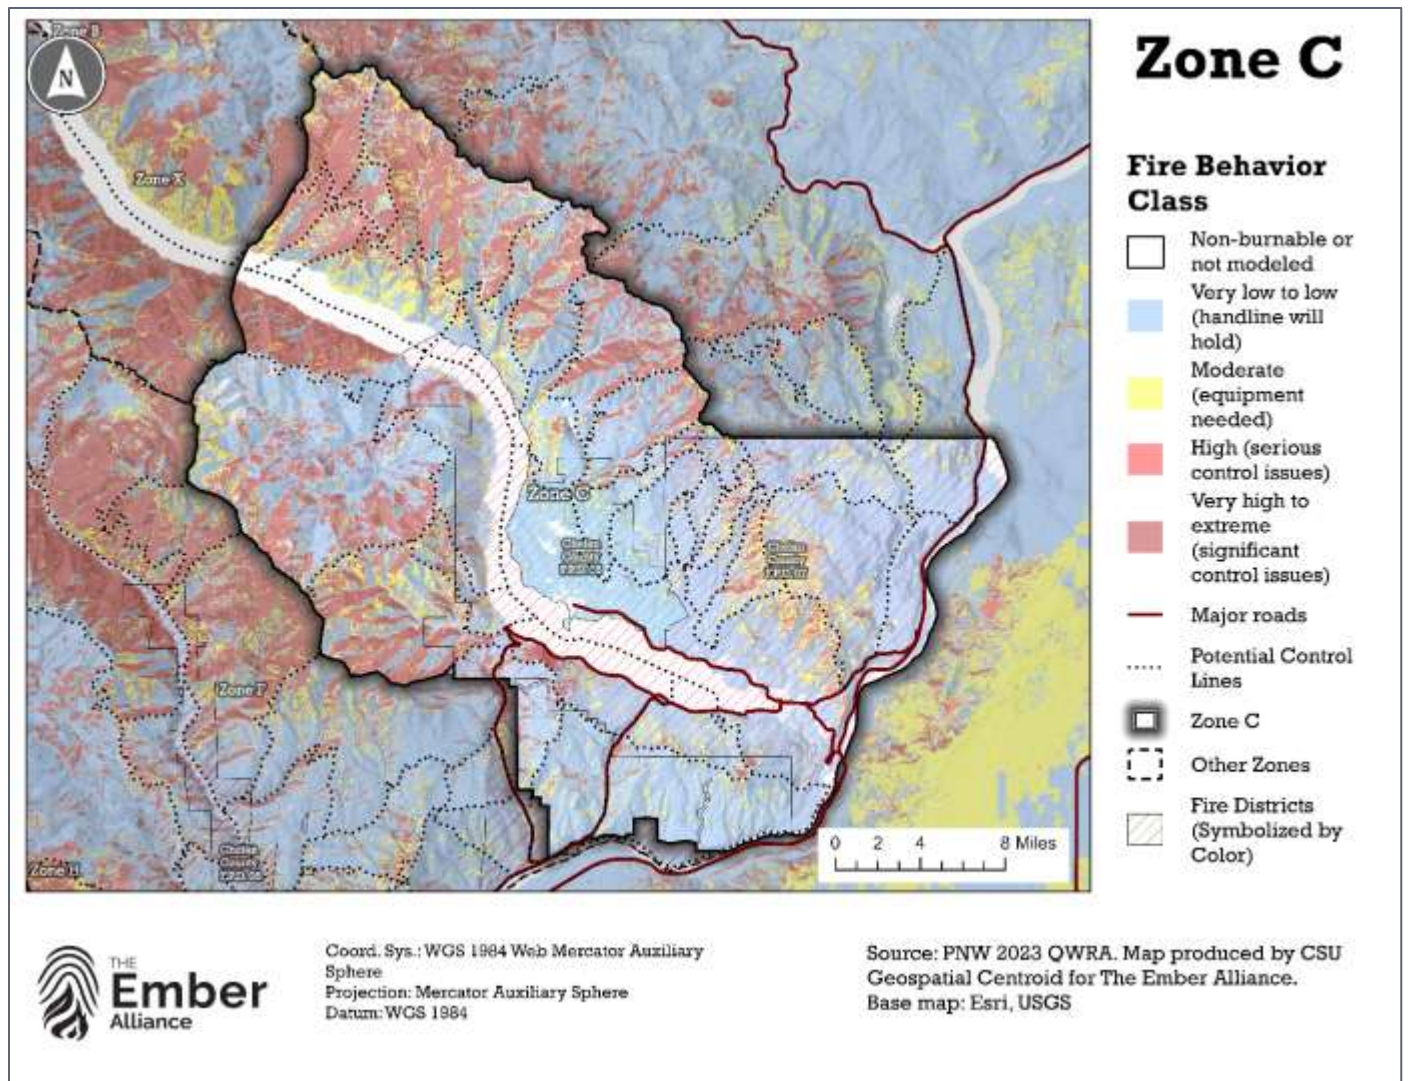 Zone C
Zone B
N
Zone X
Zone C
Zone F
Zone H
0 2 4 8 Miles
Fire Behavior
Class
Non-burnable or
not modeled
Very low to low
(handline will
hold)
Moderate
(equipment
needed)
High (serious
control issues)
Very high to
extreme
(significant
control issues)
Major roads
Potential Control
Lines
Zone C
Other Zones
Fire Districts
(Symbolized by
Color)
THE
Ember
Alliance
Coord. Sys.: WGS 1984 Web Mercator Auxiliary
Sphere
Projection: Mercator Auxiliary Sphere
Datum: WGS 1984
Source: PNW 2023 QWRA. Map produced by CSU
Geospatial Centroid for The Ember Alliance.
Base map: Esri, USGS